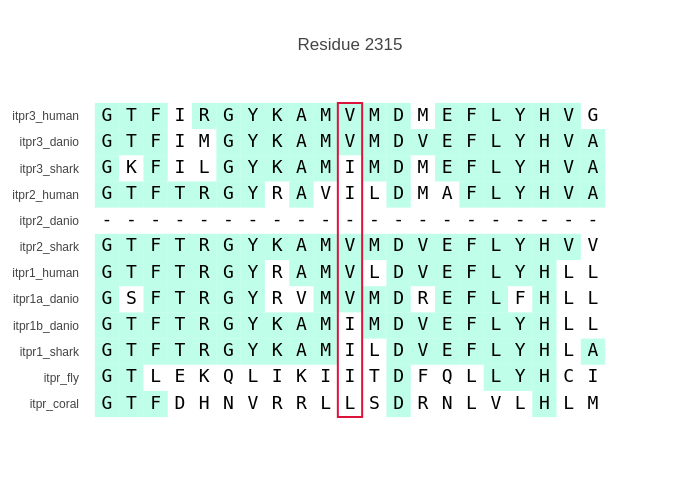 Residue 2315
itpr3_human G T F I R G Y K A M V M D M E F L Y H V G
itpr3_danio G T F I M G Y K A M V M D V E F L Y H V A
itpr3_shark G K F I L G Y K A M I M D M E F L Y H V A
itpr2_human G T F T R G Y R A V I L D M A F L Y H V A
itpr2_danio - - - - - - - - - - - - - - - - - - - - -
itpr2_shark G T F T R G Y K A M V M D V E F L Y H V V
itpr1_human G T F T R G Y R A M V L D V E F L Y H L L
itpr1a_danio G S F T R G Y R V M V M D R E F L F H L L
itpr1b_danio G T F T R G Y K A M I M D V E F L Y H L L
itpr1_shark G T F T R G Y K A M I L D V E F L Y H L A
itpr_fly G T L E K Q L I K I I T D F Q L L Y H C I
itpr_coral G T F D H N V R R L L S D R N L V L H L M